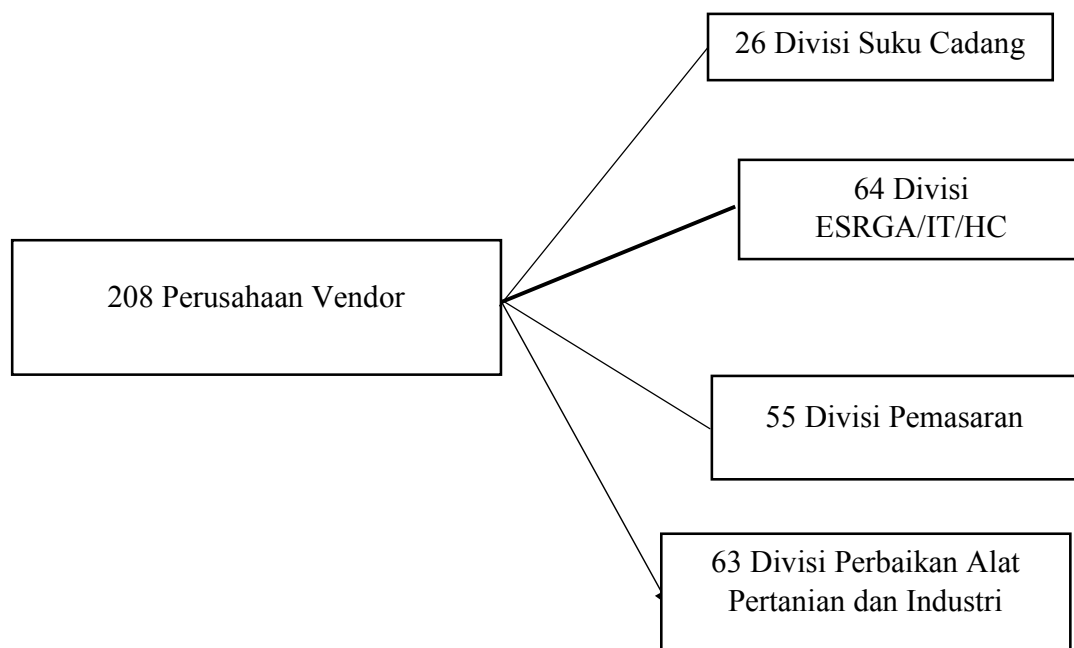 26 Divisi Suku Cadang
64 Divisi
ESRGA/IT/HC
208 Perusahaan Vendor
55 Divisi Pemasaran
63 Divisi Perbaikan Alat
Pertanian dan Industri